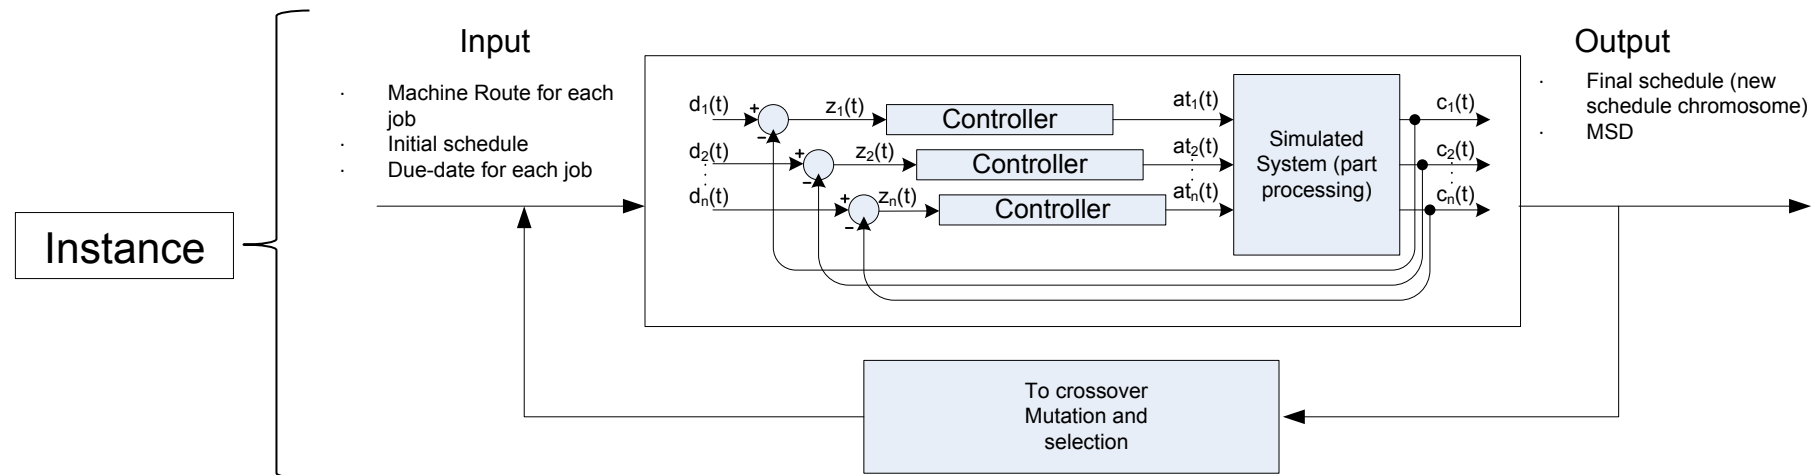 Input
· Machine Route for each
job
· Initial schedule
· Due-date for each job
Instance
d1(t)
+
−
z1(t)
Controller
at1(t)
d2(t)
+
−
z2(t)
Controller
at2(t)
dn(t)
+
−
zn(t)
Controller
atn(t)
Simulated
System (part
processing)
c1(t)
c2(t)
cn(t)
Output
· Final schedule (new
schedule chromosome)
· MSD
To crossover
Mutation and
selection